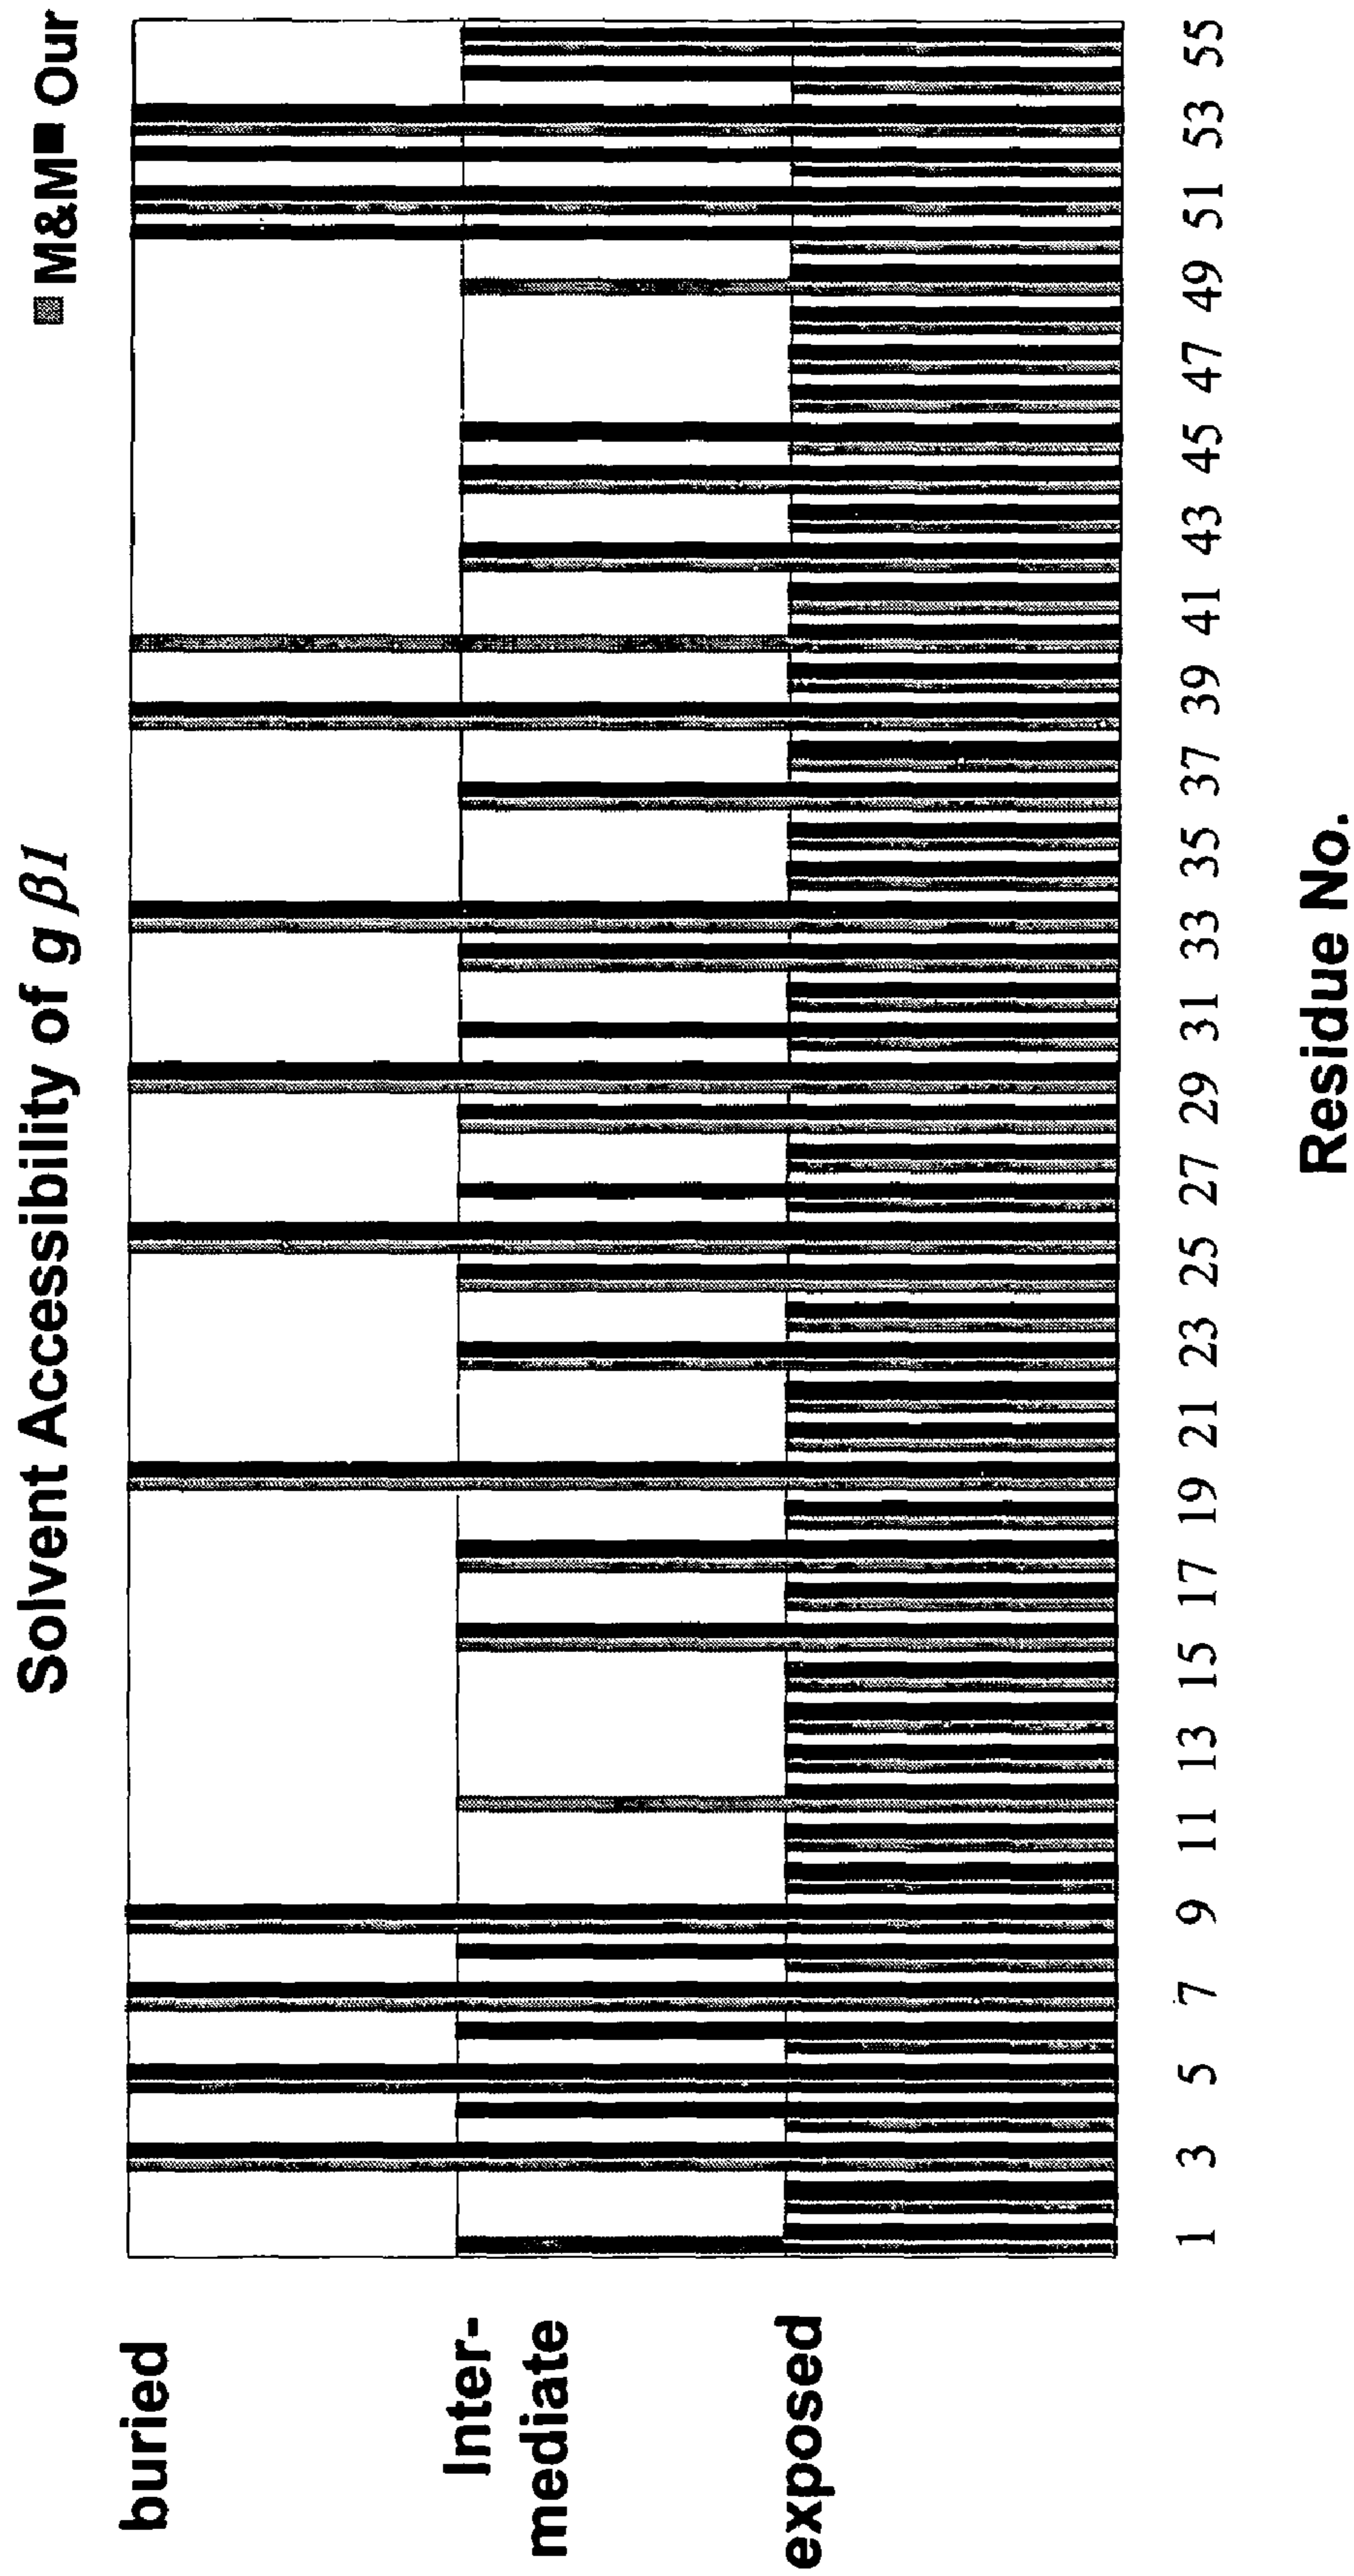 Solvent Accessibility of g β1
M&M Our
buried
Inter-
mediate
exposed
1 3 5 7 9 11 13 15 17 19 21 23 25 27 29 31 33 35 37 39 41 43 45 47 49 51 53 55
Residue No.